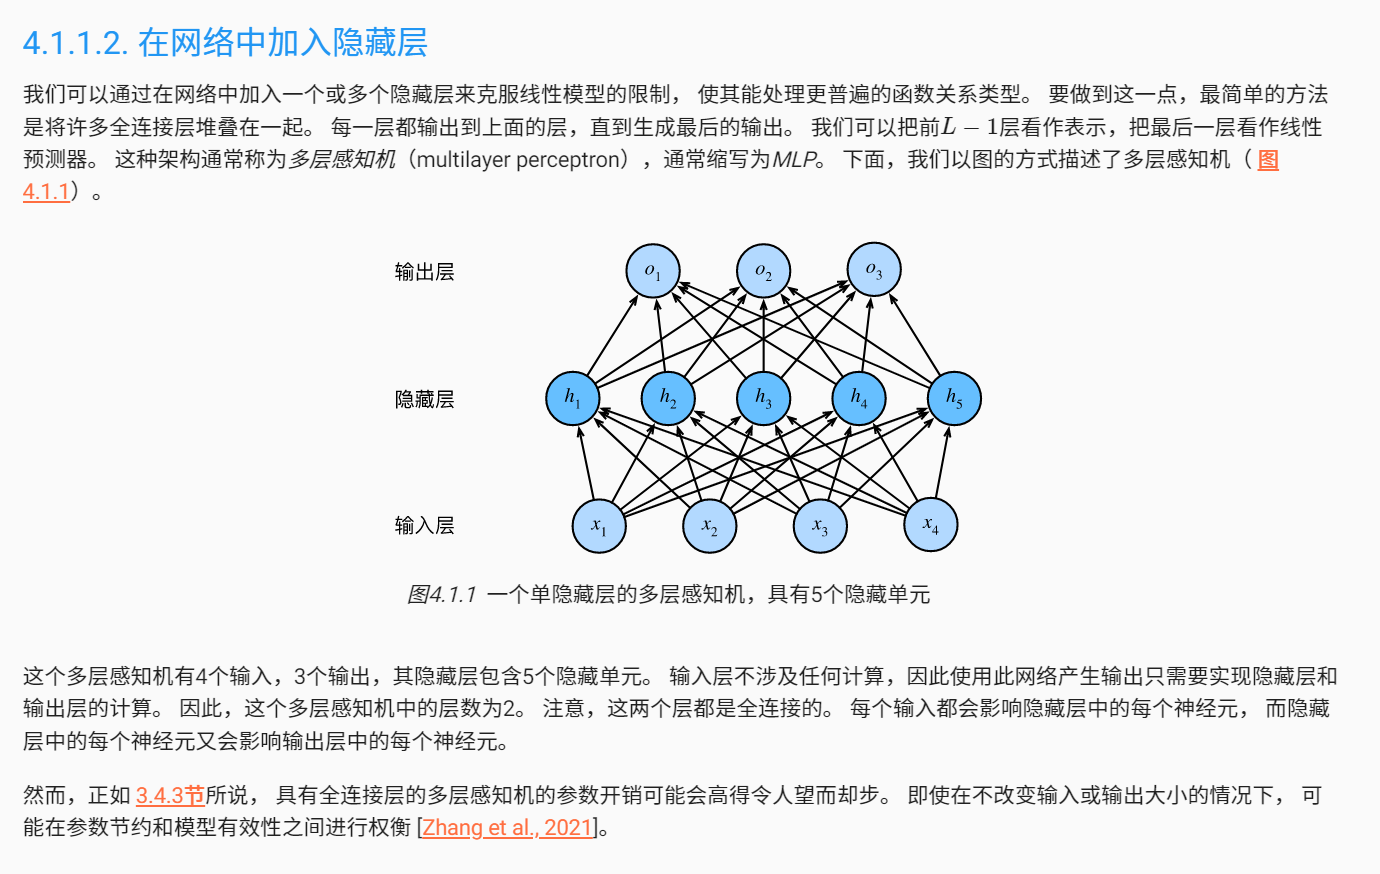 4.1.1.2. 在网络中加入隐藏层
我们可以通过在网络中加入一个或多个隐藏层来克服线性模型的限制， 使其能处理更普遍的函数关系类型。 要做到这一点，最简单的方法
是将许多全连接层堆叠在一起。 每一层都输出到上面的层，直到生成最后的输出。 我们可以把前L − 1层看作表示，把最后一层看作线性
预测器。 这种架构通常称为多层感知机（multilayer perceptron），通常缩写为MLP。 下面，我们以图的方式描述了多层感知机（ 图
4.1.1）。
输出层
o1 o2 o3
隐藏层
h1 h2 h3 h4 h5
输入层
x1 x2 x3 x4
图4.1.1 一个单隐藏层的多层感知机，具有5个隐藏单元
这个多层感知机有4个输入，3个输出，其隐藏层包含5个隐藏单元。 输入层不涉及任何计算，因此使用此网络产生输出只需要实现隐藏层和
输出层的计算。 因此，这个多层感知机中的层数为2。 注意，这两个层都是全连接的。 每个输入都会影响隐藏层中的每个神经元， 而隐藏
层中的每个神经元又会影响输出层中的每个神经元。
然而，正如 3.4.3节所说， 具有全连接层的多层感知机的参数开销可能会高得令人望而却步。 即使在不改变输入或输出大小的情况下， 可
能在参数节约和模型有效性之间进行权衡 [Zhang et al., 2021]。